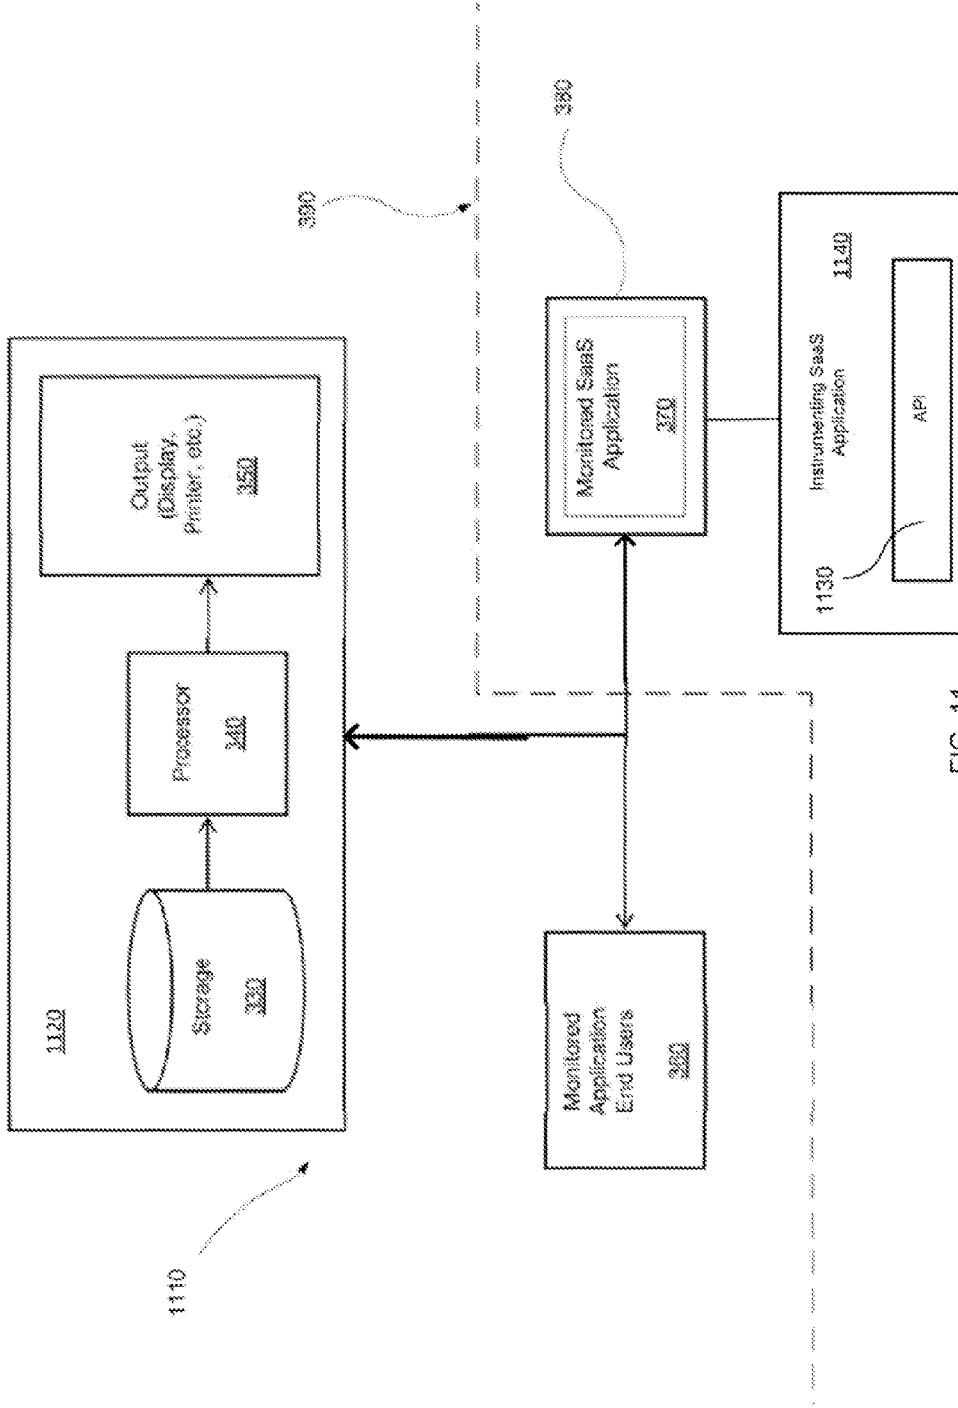 1120
Storage
330
Processor
340
Output
(Display,
Printer, etc.)
350
1110
390
Monitored
Application
End Users
360
Monitored SaaS
Application
370
380
Instrumenting SaaS
Application
1140
1130
API